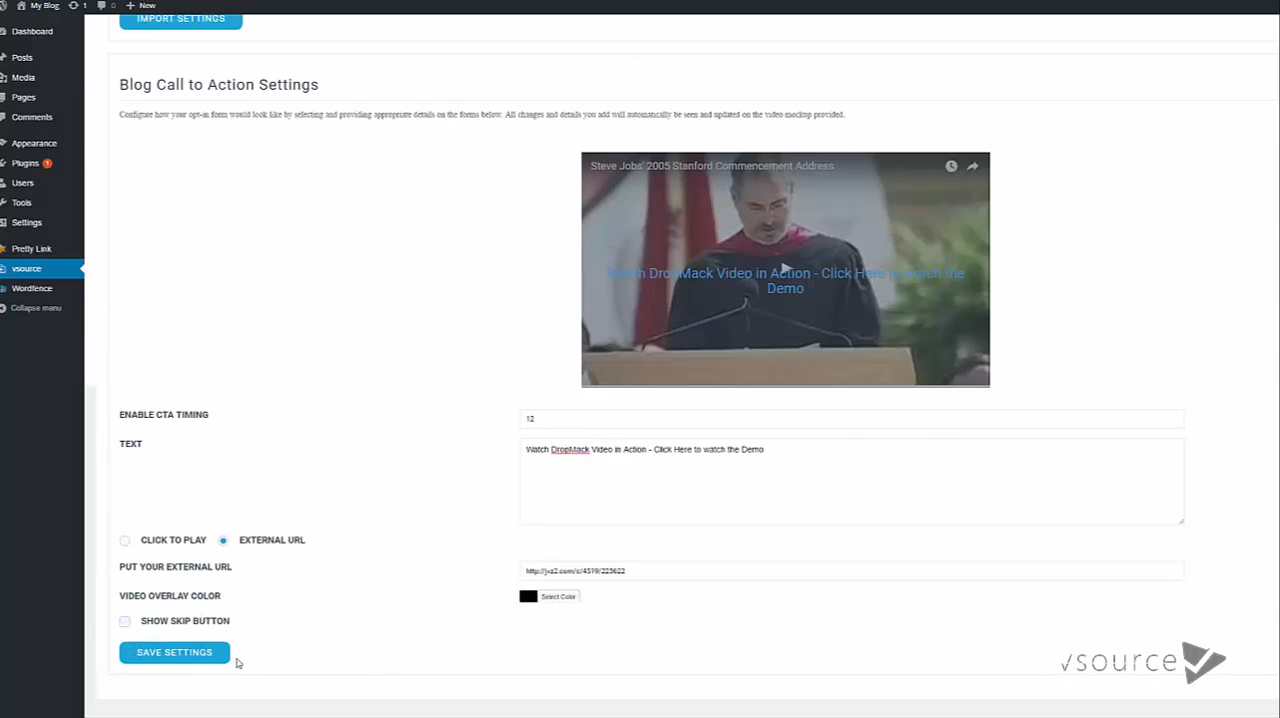 My Blog 1 0 + New
IMPORT SETTINGS
Dashboard
Posts
Media
Pages
Comments
Appearance
Plugins 1
Users
Tools
Settings
Pretty Link
vsource
Wordfence
Collapse menu
Blog Call to Action Settings
Configure how your opt-in form would look like by selecting and providing appropriate details on the forms below. All changes and details you add will automatically be seen and updated on the video mockup provided.
Steve Jobs' 2005 Stanford Commencement Address
Watch DropMack Video in Action - Click Here to watch the
Demo
ENABLE CTA TIMING
12
TEXT
Watch DropMack Video in Action - Click Here to watch the Demo
CLICK TO PLAY EXTERNAL URL
PUT YOUR EXTERNAL URL
http://jvz2.com/c/4519/225622
VIDEO OVERLAY COLOR
Select Color
SHOW SKIP BUTTON
SAVE SETTINGS
vsource